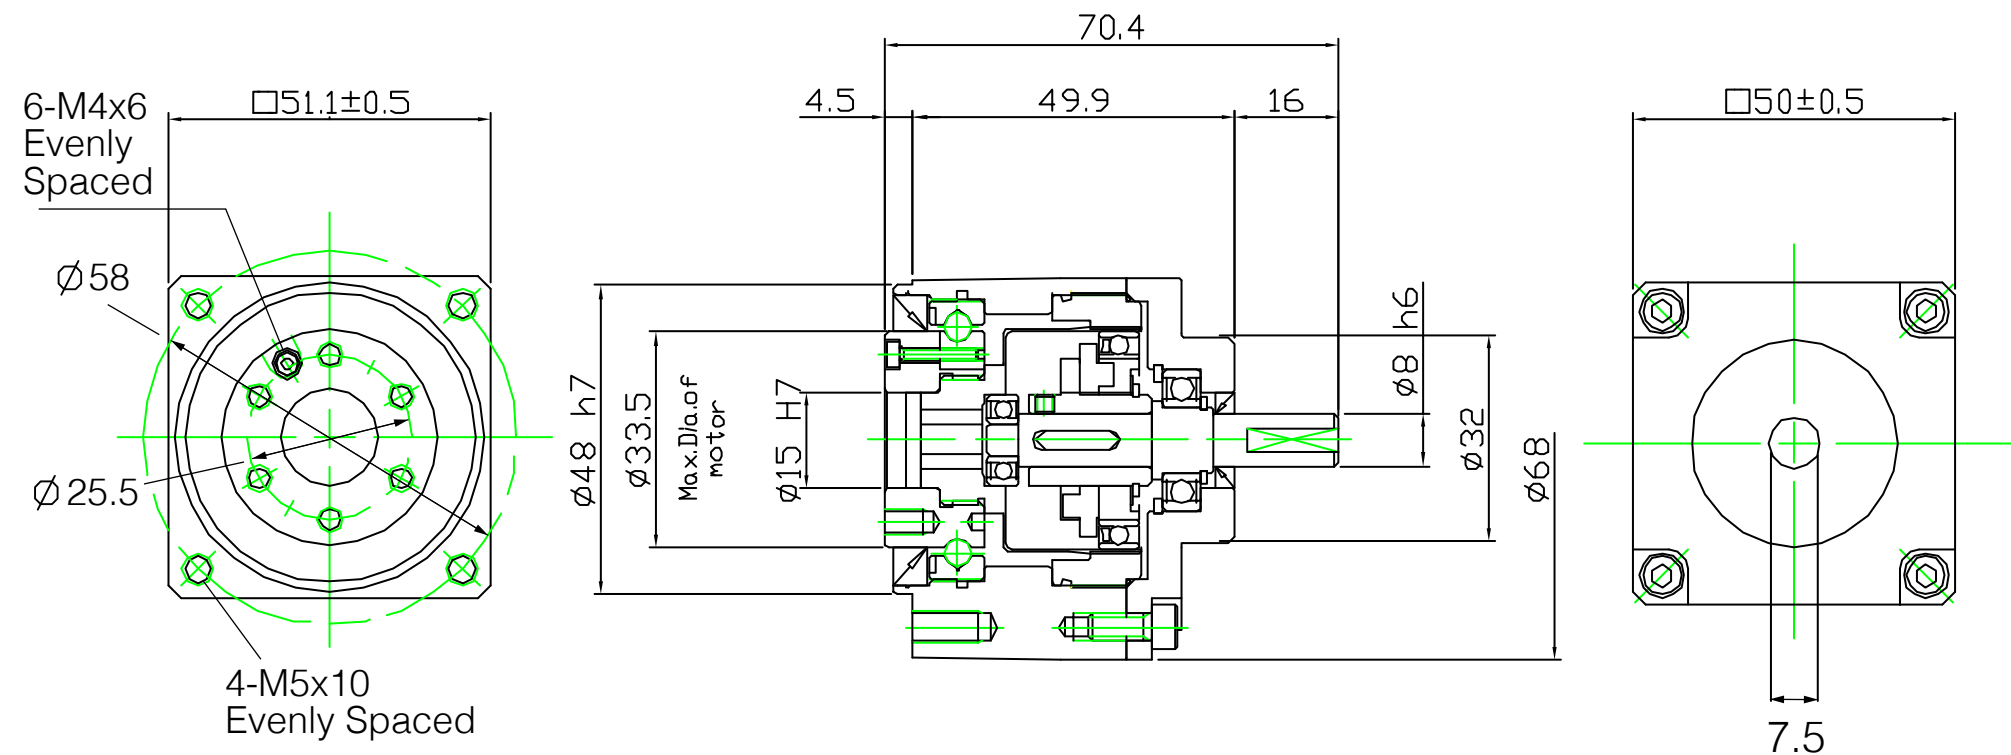 6-M4x6
Evenly
Spaced
□51.1±0.5
Ø58
Ø25.5
4-M5x10
Evenly Spaced
70.4
4.5
49.9
16
ø48 h7
ø33.5
Max.Dia.of
motor
ø15 H7
ø8 h6
ø32
ø68
□50±0.5
7.5